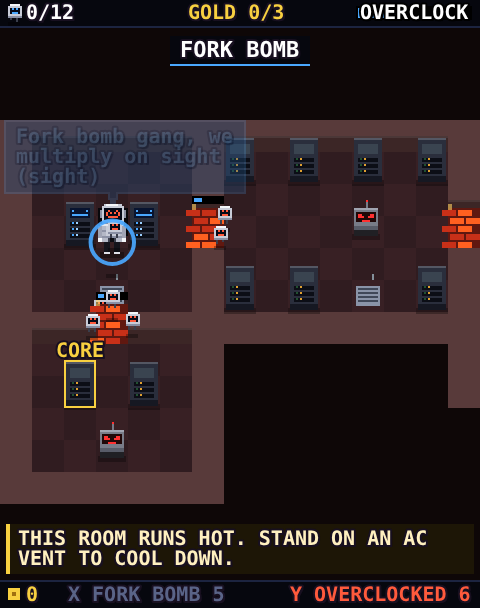 0/12 GOLD 0/3 OVERCLOCK
FORK BOMB
Fork bomb gang, we
multiply on sight
(sight)
CORE
THIS ROOM RUNS HOT. STAND ON AN AC
VENT TO COOL DOWN.
0 X FORK BOMB 5 Y OVERCLOCKED 6